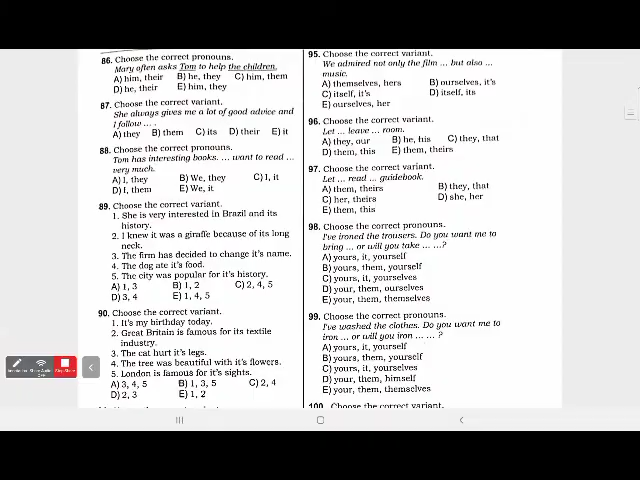 86. Choose the correct pronouns.
Mary often asks Tom to help the children.
A) him, their B) he, they C) him, them
D) he, their E) him, they
87. Choose the correct variant.
She always gives me a lot of good advice and
I follow ... .
A) they B) them C) its D) their E) it
88. Choose the correct pronouns.
Tom has interesting books. ... want to read ...
very much.
A) I, they B) We, they C) I, it
D) I, them E) We, it
89. Choose the correct variant.
1. She is very interested in Brazil and its
history.
2. I knew it was a giraffe because of its long
neck.
3. The firm has decided to change it's name.
4. The dog ate it's food.
5. The city was popular for it's history.
A) 1, 3 B) 1, 2 C) 2, 4, 5
D) 3, 4 E) 1, 4, 5
90. Choose the correct variant.
1. It's my birthday today.
2. Great Britain is famous for its textile
industry.
3. The cat hurt it's legs.
4. The tree was beautiful with it's flowers.
5. London is famous for it's sights.
A) 3, 4, 5 B) 1, 3, 5 C) 2, 4
D) 2, 3 E) 1, 2
95. Choose the correct variant.
We admired not only the film ... but also ...
music.
A) themselves, hers B) ourselves, it's
C) itself, it's D) itself, its
E) ourselves, her
96. Choose the correct variant.
Let ... leave ... room.
A) they, our B) he, his C) they, that
D) them, this E) them, theirs
97. Choose the correct variant.
Let ... read ... guidebook.
A) them, theirs B) they, that
C) her, theirs D) she, her
E) them, this
98. Choose the correct pronouns.
I've ironed the trousers. Do you want me to
bring ... or will you take ... ...?
A) yours, it, yourself
B) yours, them, yourself
C) yours, it, yourselves
D) your, them, ourselves
E) your, them, themselves
99. Choose the correct pronouns.
I've washed the clothes. Do you want me to
iron ... or will you iron ... ... ?
A) yours, it, yourself
B) yours, them, yourself
C) yours, it, yourselves
D) your, them, himself
E) your, them, themselves
100. Choose the correct variant.
Share Audio
OFF
Stop Share